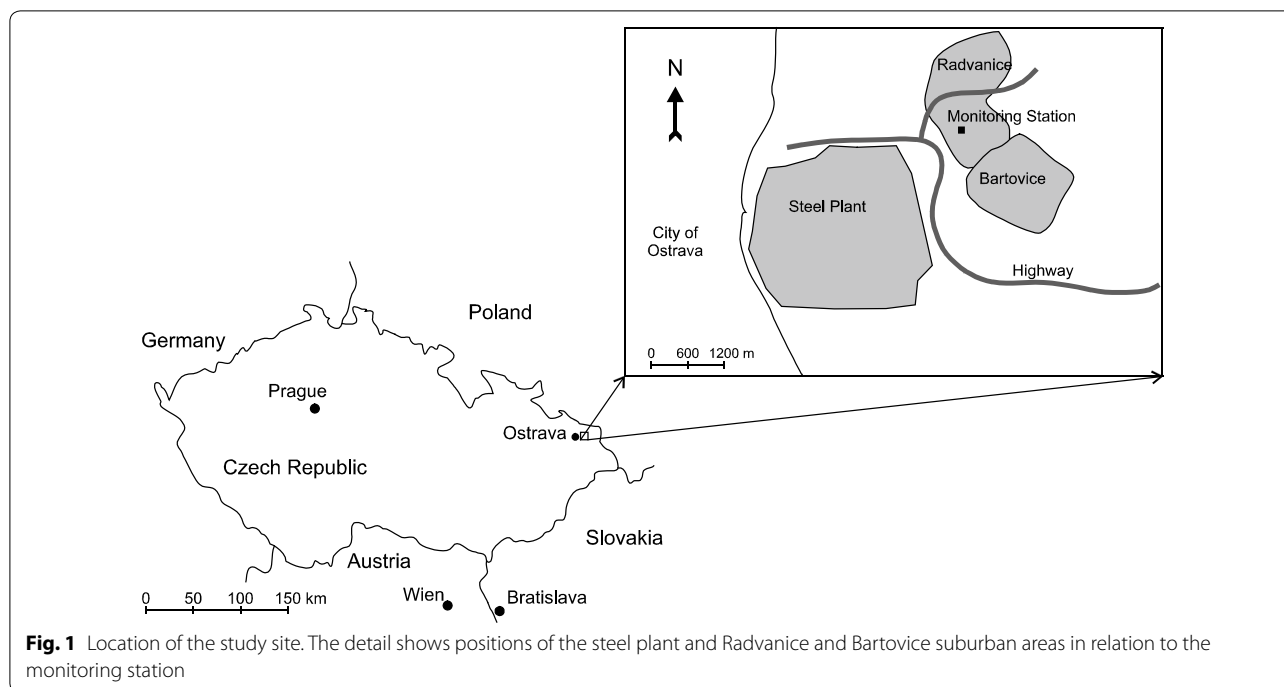 N
Radvanice
Monitoring Station
Bartovice
Steel Plant
City of
Ostrava
Highway
0 600 1200 m
Poland
Germany
Prague
Ostrava
Czech Republic
Slovakia
Austria
0 50 100 150 km
Wien
Bratislava
Fig. 1 Location of the study site. The detail shows positions of the steel plant and Radvanice and Bartovice suburban areas in relation to the
monitoring station